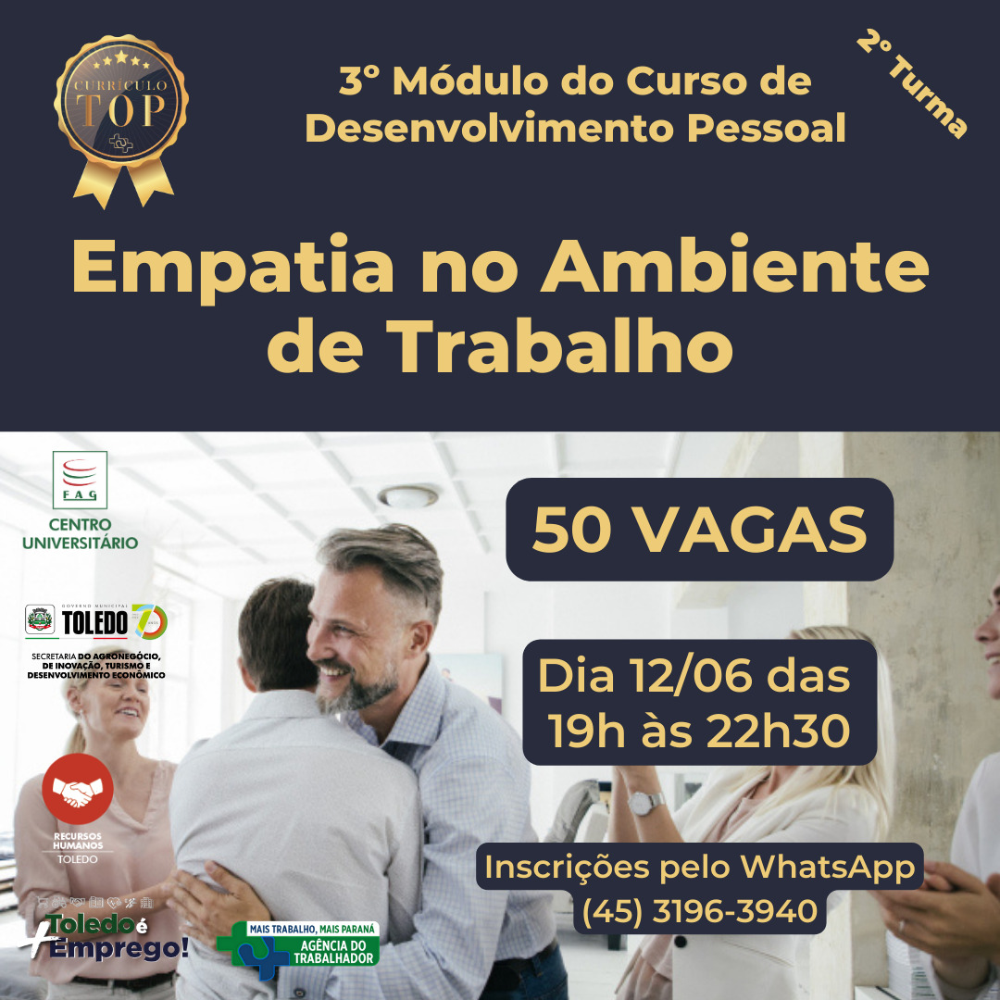 CURRÍCULO
TOP
2º Turma
3º Módulo do Curso de
Desenvolvimento Pessoal
Empatia no Ambiente
de Trabalho
FAG
CENTRO
UNIVERSITÁRIO
50 VAGAS
GOVERNO MUNICIPAL
TOLEDO 70
ANOS
SECRETARIA DO AGRONEGÓCIO,
DE INOVAÇÃO, TURISMO E
DESENVOLVIMENTO ECONÔMICO
Dia 12/06 das
19h às 22h30
RECURSOS
HUMANOS
TOLEDO
Inscrições pelo WhatsApp
(45) 3196-3940
Toledo é
+Emprego!
MAIS TRABALHO, MAIS PARANÁ
AGÊNCIA DO
TRABALHADOR